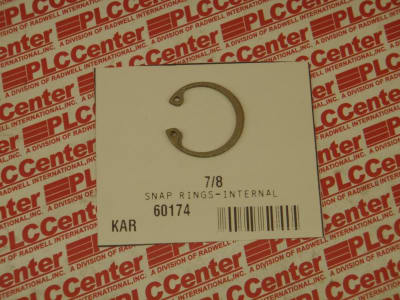 PLCCenter
A DIVISION OF RADWELL INTERNATIONAL, INC.
7/8
SNAP RINGS-INTERNAL
60174
KAR